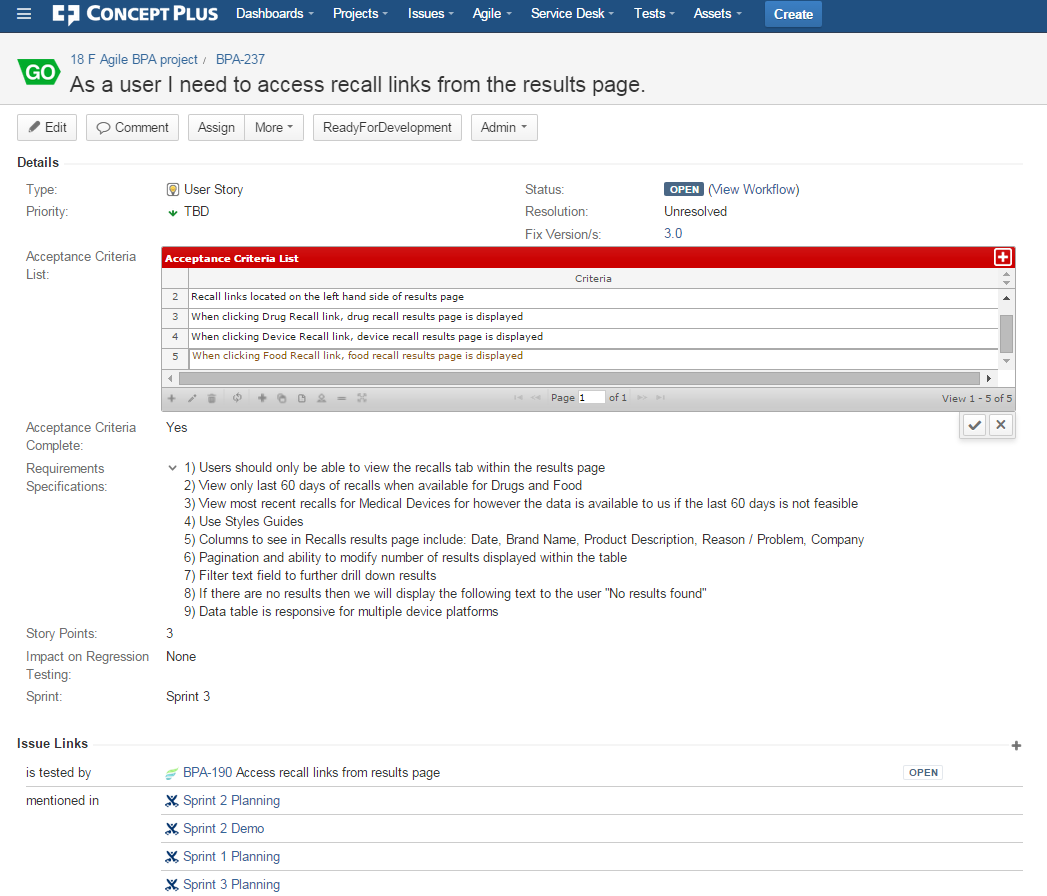 CONCEPT PLUS Dashboards Projects Issues Agile Service Desk Tests Assets Create
GO
18 F Agile BPA project / BPA-237
As a user I need to access recall links from the results page.
Edit Comment Assign More ReadyForDevelopment Admin
Details
Type: User Story Status: OPEN (View Workflow)
Priority: TBD Resolution: Unresolved
Fix Version/s: 3.0
Acceptance Criteria List:
Acceptance Criteria List
Criteria
2 Recall links located on the left hand side of results page
3 When clicking Drug Recall link, drug recall results page is displayed
4 When clicking Device Recall link, device recall results page is displayed
5 When clicking Food Recall link, food recall results page is displayed
Page 1 of 1 View 1 - 5 of 5
Acceptance Criteria Complete: Yes
Requirements Specifications:
1) Users should only be able to view the recalls tab within the results page
2) View only last 60 days of recalls when available for Drugs and Food
3) View most recent recalls for Medical Devices for however the data is available to us if the last 60 days is not feasible
4) Use Styles Guides
5) Columns to see in Recalls results page include: Date, Brand Name, Product Description, Reason / Problem, Company
6) Pagination and ability to modify number of results displayed within the table
7) Filter text field to further drill down results
8) If there are no results then we will display the following text to the user "No results found"
9) Data table is responsive for multiple device platforms
Story Points: 3
Impact on Regression Testing: None
Sprint: Sprint 3
Issue Links
is tested by BPA-190 Access recall links from results page OPEN
mentioned in Sprint 2 Planning
Sprint 2 Demo
Sprint 1 Planning
Sprint 3 Planning